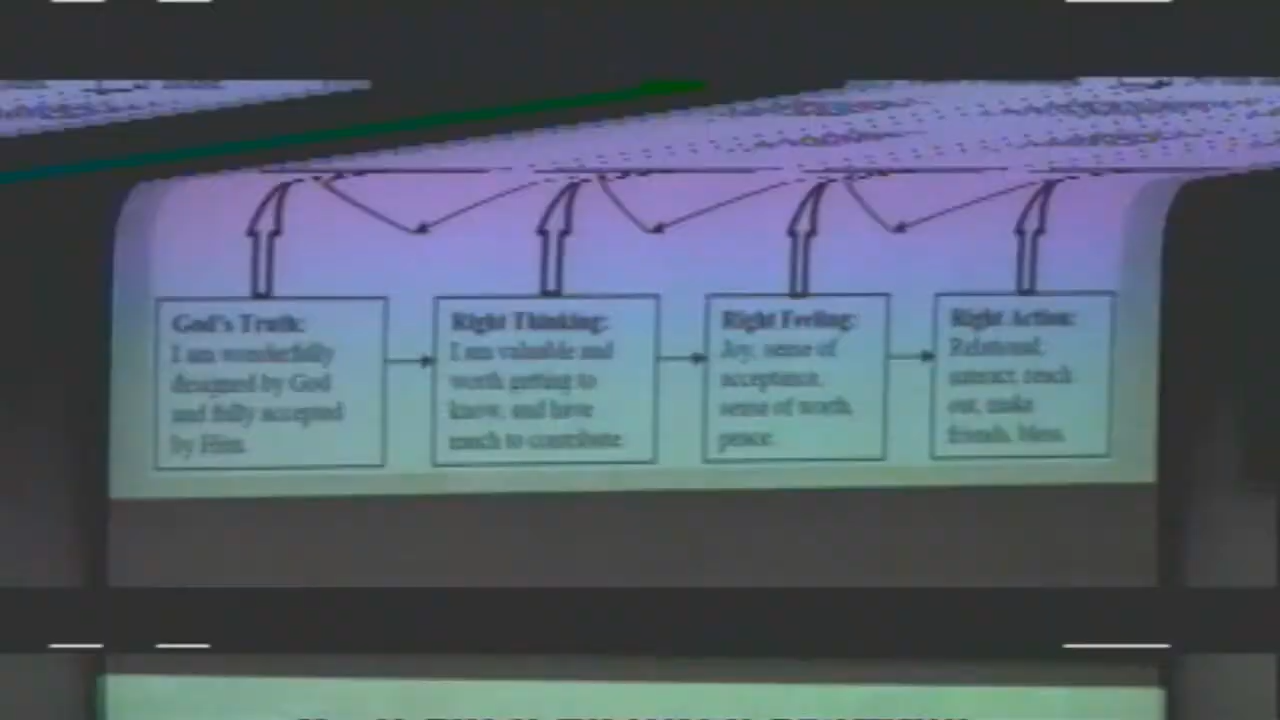 God's Truth:
I am wonderfully
designed by God
and fully accepted
by Him.
Right Thinking:
I am valuable and
worth getting to
know, and have
much to contribute.
Right Feeling:
Joy, sense of
acceptance,
sense of worth,
peace.
Right Action:
Relational,
interact, reach
out, make
friends, bless.